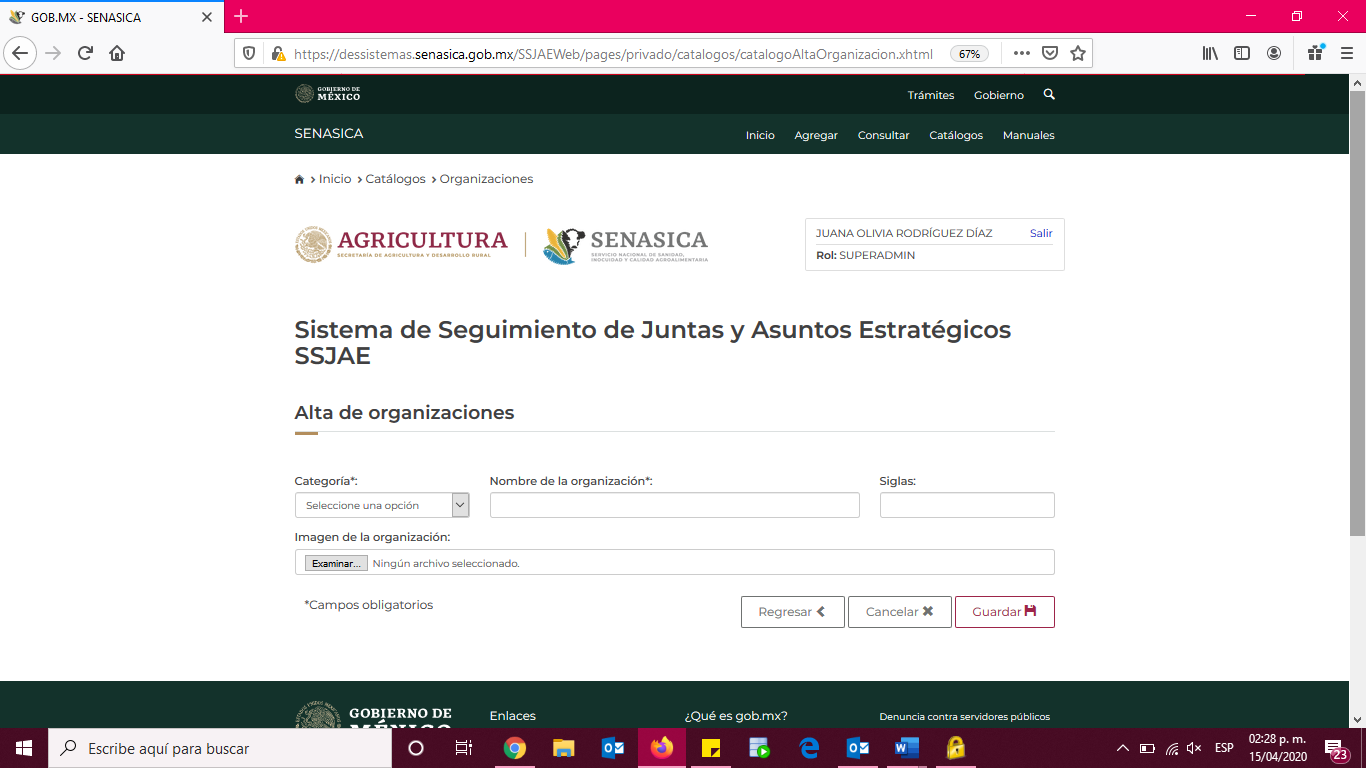 GOB.MX - SENASICA
https://dessistemas.senasica.gob.mx/SSJAEWeb/pages/privado/catalogos/catalogoAltaOrganizacion.xhtml
67%
GOBIERNO DE
MÉXICO
Trámites
Gobierno
SENASICA
Inicio
Agregar
Consultar
Catálogos
Manuales
Inicio
Catálogos
Organizaciones
AGRICULTURA
SECRETARÍA DE AGRICULTURA Y DESARROLLO RURAL
SENASICA
SERVICIO NACIONAL DE SANIDAD,
INOCUIDAD Y CALIDAD AGROALIMENTARIA
JUANA OLIVIA RODRÍGUEZ DÍAZ
Salir
Rol: SUPERADMIN
Sistema de Seguimiento de Juntas y Asuntos Estratégicos
SSJAE
Alta de organizaciones
Categoría*:
Nombre de la organización*:
Siglas:
Seleccione una opción
Imagen de la organización:
Examinar...
Ningún archivo seleccionado.
*Campos obligatorios
Regresar
Cancelar
Guardar
GOBIERNO DE
MÉXICO
Enlaces
¿Qué es gob.mx?
Denuncia contra servidores públicos
Escribe aquí para buscar
ESP
02:28 p. m.
15/04/2020
23